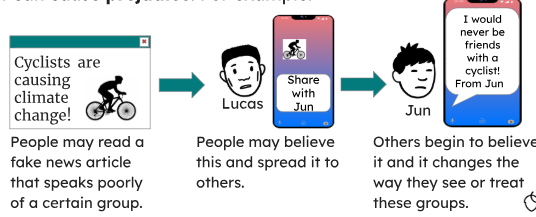 Cyclists are
causing
climate
change!
Lucas
Share
with
Jun
Jun
I would
never be
friends
with a
cyclist!
From Jun
People may read a
fake news article
that speaks poorly
of a certain group.
People may believe
this and spread it to
others.
Others begin to believe
it and it changes the
way they see or treat
these groups.